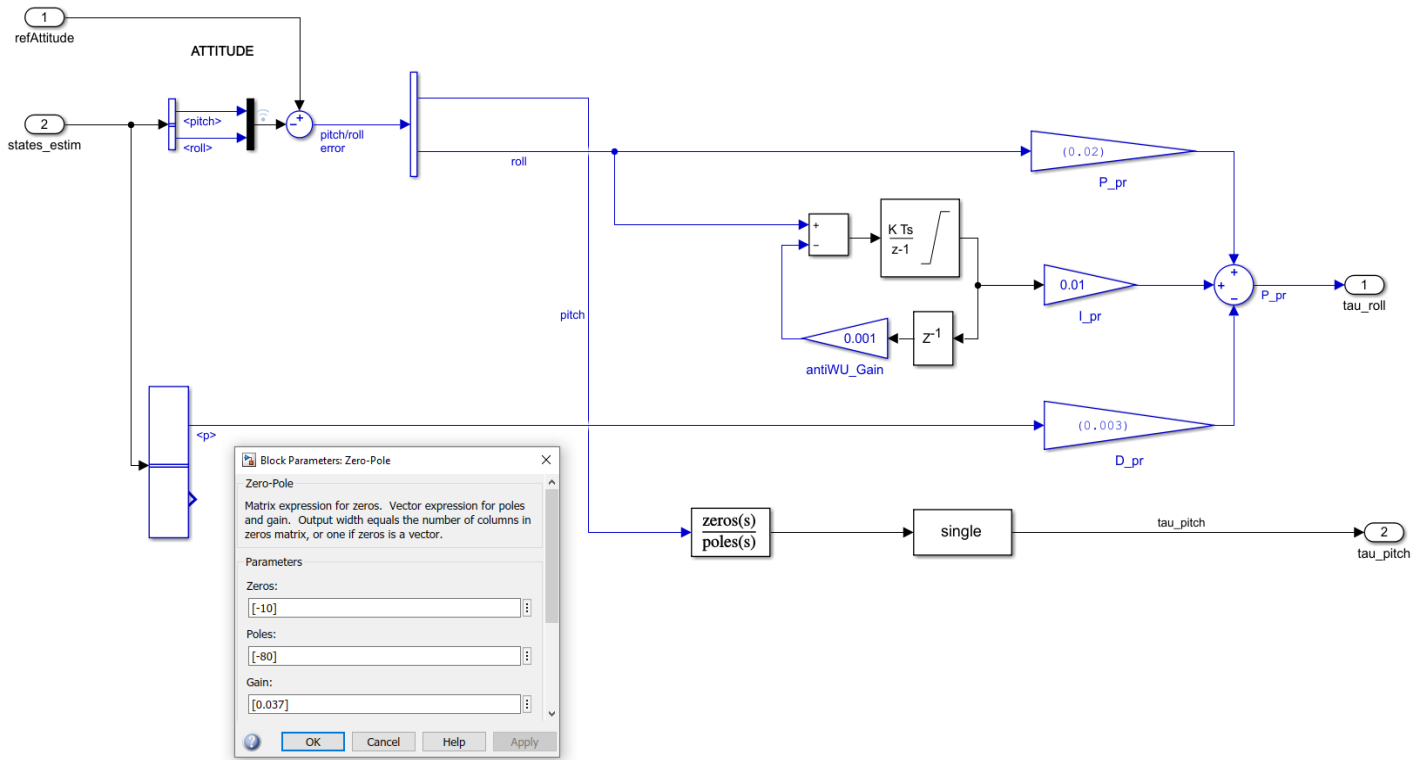 1
refAttitude
ATTITUDE
2
states_estim
<pitch>
<roll>
+
−
pitch/roll
error
roll
pitch
(0.02)
P_pr
+
−
K Ts
z-1
0.01
I_pr
+
+
−
P_pr
1
tau_roll
0.001
antiWU_Gain
Z-1
<p>
(0.003)
D_pr
zeros(s)
poles(s)
single
tau_pitch
2
tau_pitch
Block Parameters: Zero-Pole
Zero-Pole
Matrix expression for zeros. Vector expression for poles
and gain. Output width equals the number of columns in
zeros matrix, or one if zeros is a vector.
Parameters
Zeros:
[-10]
Poles:
[-80]
Gain:
[0.037]
OK
Cancel
Help
Apply